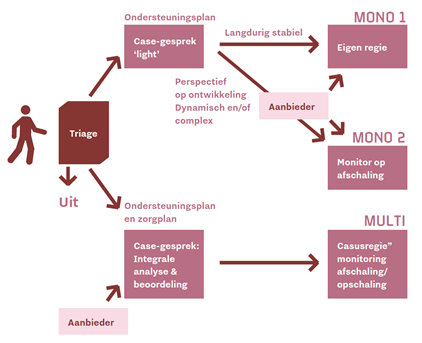 Ondersteuningsplan
Case-gesprek
‘light’
Langdurig stabiel
MONO 1
Eigen regie
Perspectief
op ontwikkeling
Dynamisch en/of
complex
Aanbieder
Triage
Uit
MONO 2
Monitor op
afschaling
Ondersteuningsplan
en zorgplan
Case-gesprek:
Integrale
analyse &
beoordeling
MULTI
Casusregie”
monitoring
afschaling/
opschaling
Aanbieder